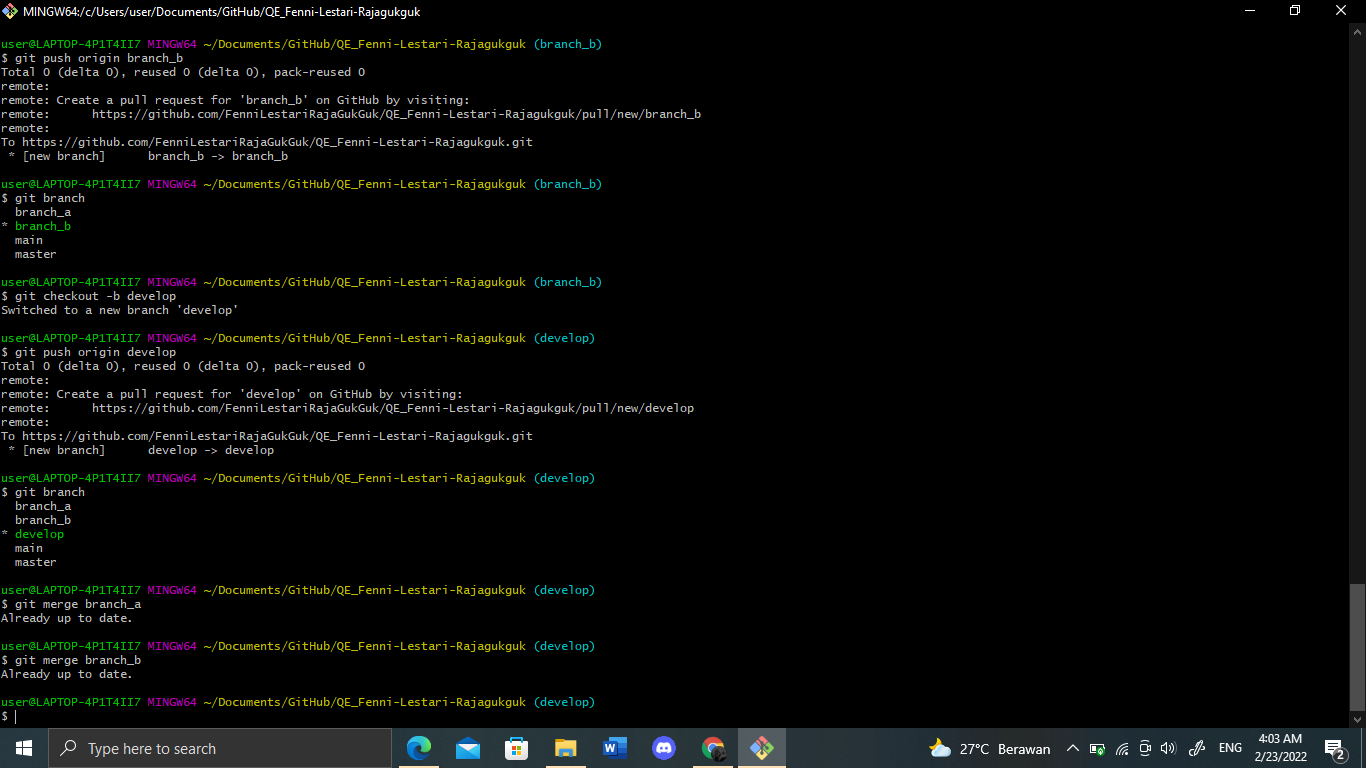 MINGW64:/c/Users/user/Documents/GitHub/QE_Fenni-Lestari-Rajagukguk
user@LAPTOP-4P1T4II7 MINGW64 ~/Documents/GitHub/QE_Fenni-Lestari-Rajagukguk (branch_b)
$ git push origin branch_b
Total 0 (delta 0), reused 0 (delta 0), pack-reused 0
remote:
remote: Create a pull request for 'branch_b' on GitHub by visiting:
remote:      https://github.com/FenniLestariRajaGukGuk/QE_Fenni-Lestari-Rajagukguk/pull/new/branch_b
remote:
To https://github.com/FenniLestariRajaGukGuk/QE_Fenni-Lestari-Rajagukguk.git
 * [new branch]      branch_b -> branch_b
user@LAPTOP-4P1T4II7 MINGW64 ~/Documents/GitHub/QE_Fenni-Lestari-Rajagukguk (branch_b)
$ git branch
  branch_a
* branch_b
  main
  master
user@LAPTOP-4P1T4II7 MINGW64 ~/Documents/GitHub/QE_Fenni-Lestari-Rajagukguk (branch_b)
$ git checkout -b develop
Switched to a new branch 'develop'
user@LAPTOP-4P1T4II7 MINGW64 ~/Documents/GitHub/QE_Fenni-Lestari-Rajagukguk (develop)
$ git push origin develop
Total 0 (delta 0), reused 0 (delta 0), pack-reused 0
remote:
remote: Create a pull request for 'develop' on GitHub by visiting:
remote:      https://github.com/FenniLestariRajaGukGuk/QE_Fenni-Lestari-Rajagukguk/pull/new/develop
remote:
To https://github.com/FenniLestariRajaGukGuk/QE_Fenni-Lestari-Rajagukguk.git
 * [new branch]      develop -> develop
user@LAPTOP-4P1T4II7 MINGW64 ~/Documents/GitHub/QE_Fenni-Lestari-Rajagukguk (develop)
$ git branch
  branch_a
  branch_b
* develop
  main
  master
user@LAPTOP-4P1T4II7 MINGW64 ~/Documents/GitHub/QE_Fenni-Lestari-Rajagukguk (develop)
$ git merge branch_a
Already up to date.
user@LAPTOP-4P1T4II7 MINGW64 ~/Documents/GitHub/QE_Fenni-Lestari-Rajagukguk (develop)
$ git merge branch_b
Already up to date.
user@LAPTOP-4P1T4II7 MINGW64 ~/Documents/GitHub/QE_Fenni-Lestari-Rajagukguk (develop)
$
Type here to search
27°C Berawan
ENG
4:03 AM
2/23/2022
2